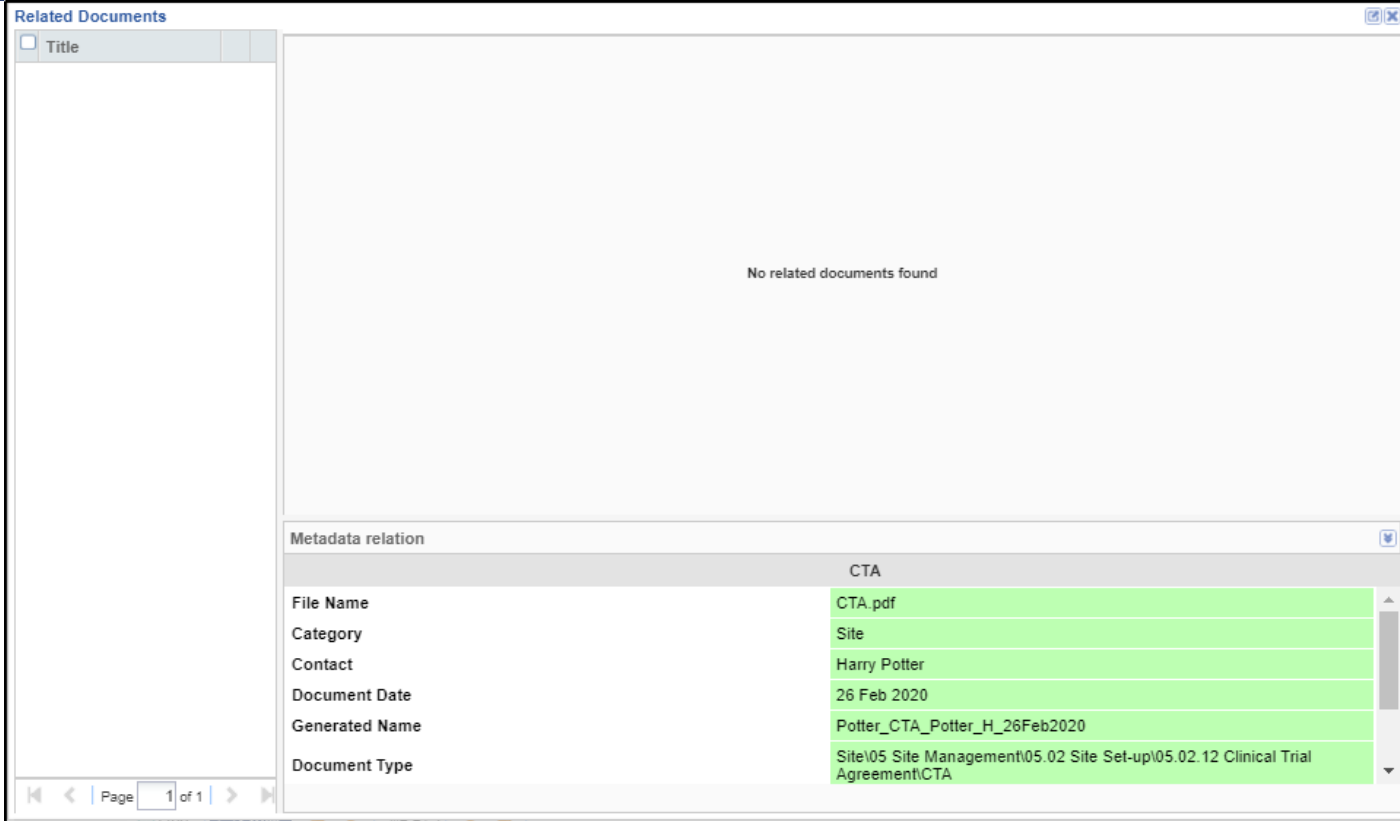 Related Documents
Title
No related documents found
Metadada relation
CTA
File Name
CTA.pdf
Category
Site
Contact
Harry Potter
Document Date
26 Feb 2020
Generated Name
Potter_CTA_Potter_H_26Feb2020
Document Type
Site\05 Site Management\05.02 Site Set-up\05.02.12 Clinical Trial
Agreement\CTA
Page 1 of 1